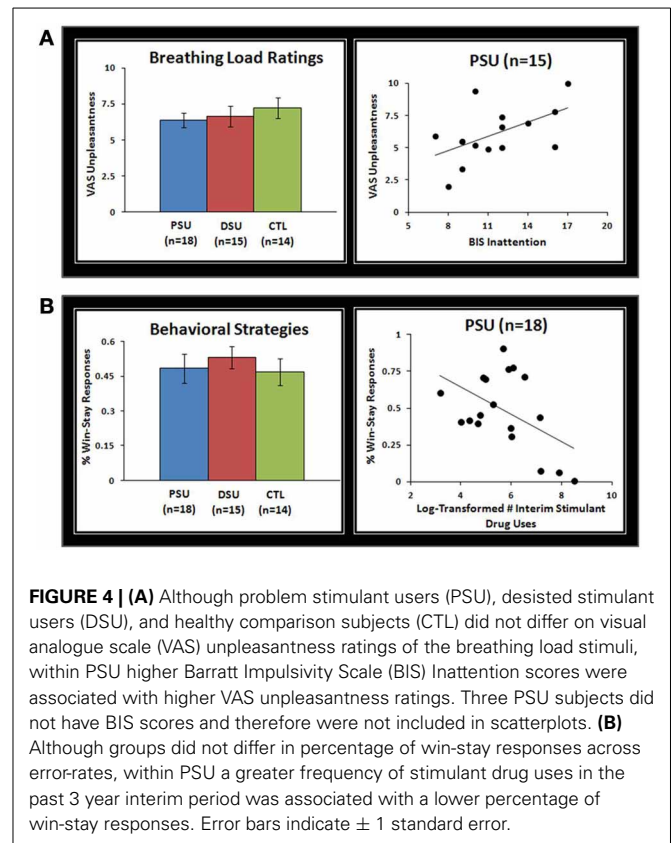 A
Breathing Load Ratings
VAS Unpleasantness
10
7.5
5
2.5
0
PSU DSU CTL
(n=18) (n=15) (n=14)
PSU (n=15)
VAS Unpleasantness
10
7.5
5
2.5
0
5 8 11 14 17 20
BIS Inattention
B
Behavioral Strategies
% Win-Stay Responses
0.6
0.45
0.3
0.15
0
PSU DSU CTL
(n=18) (n=15) (n=14)
PSU (n=18)
% Win-Stay Responses
1
0.75
0.5
0.25
0
2 4 6 8 10
Log-Transformed # Interim Stimulant
Drug Uses
FIGURE 4 | (A) Although problem stimulant users (PSU), desisted stimulant
users (DSU), and healthy comparison subjects (CTL) did not differ on visual
analogue scale (VAS) unpleasantness ratings of the breathing load stimuli,
within PSU higher Barratt Impulsivity Scale (BIS) Inattention scores were
associated with higher VAS unpleasantness ratings. Three PSU subjects did
not have BIS scores and therefore were not included in scatterplots. (B)
Although groups did not differ in percentage of win-stay responses across
error-rates, within PSU a greater frequency of stimulant drug uses in the
past 3 year interim period was associated with a lower percentage of
win-stay responses. Error bars indicate ± 1 standard error.